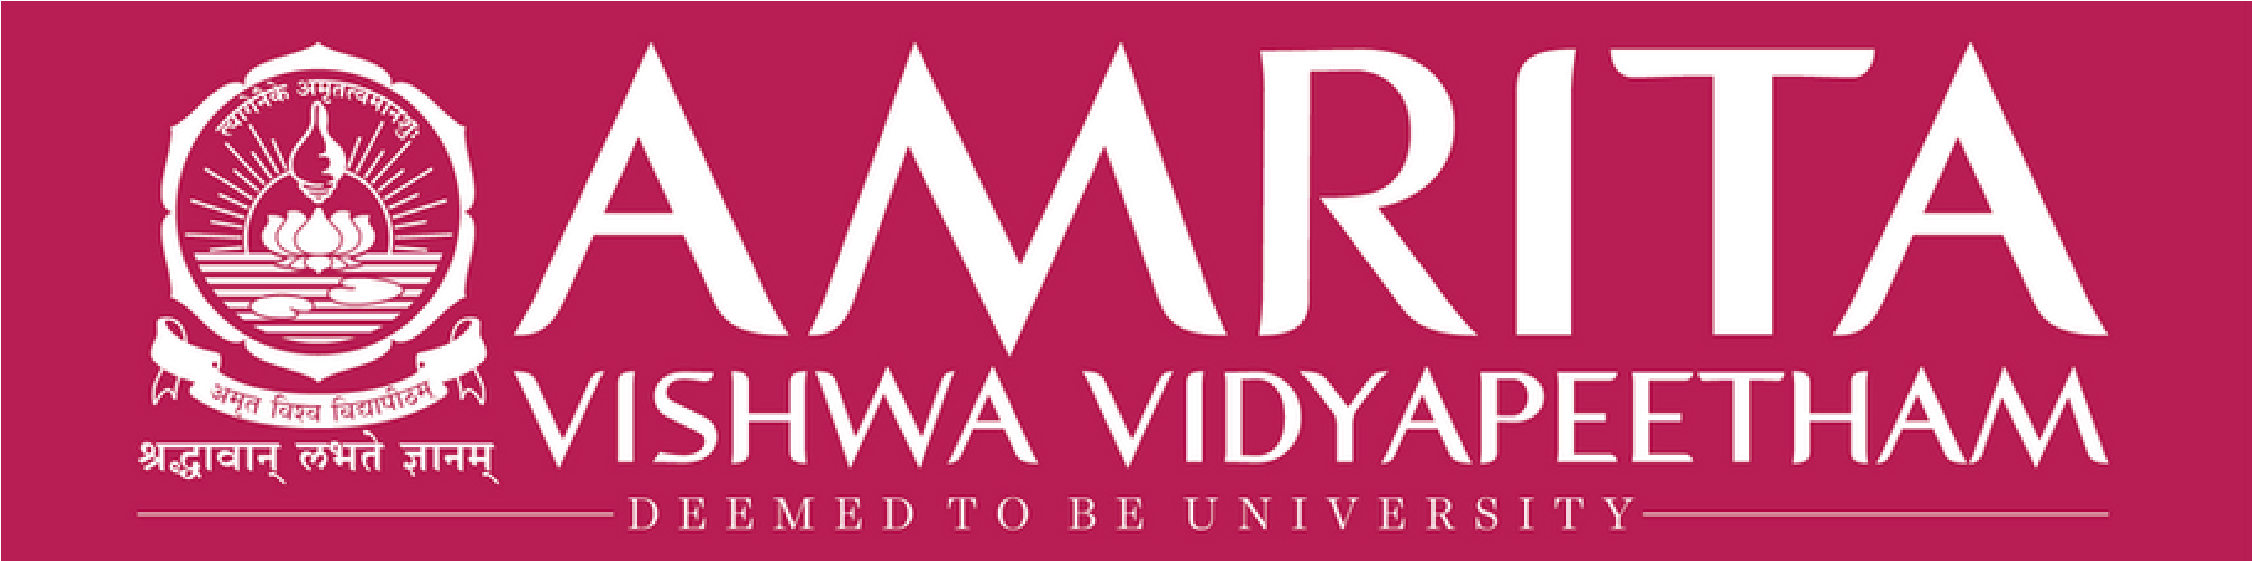 त्यागेनैके अमृतत्वमानशुः
अमृत विश्व विद्यापीठम्
श्रद्धावान् लभते ज्ञानम्
AMRITA
VISHWA VIDYAPEETHAM
DEEMED TO BE UNIVERSITY